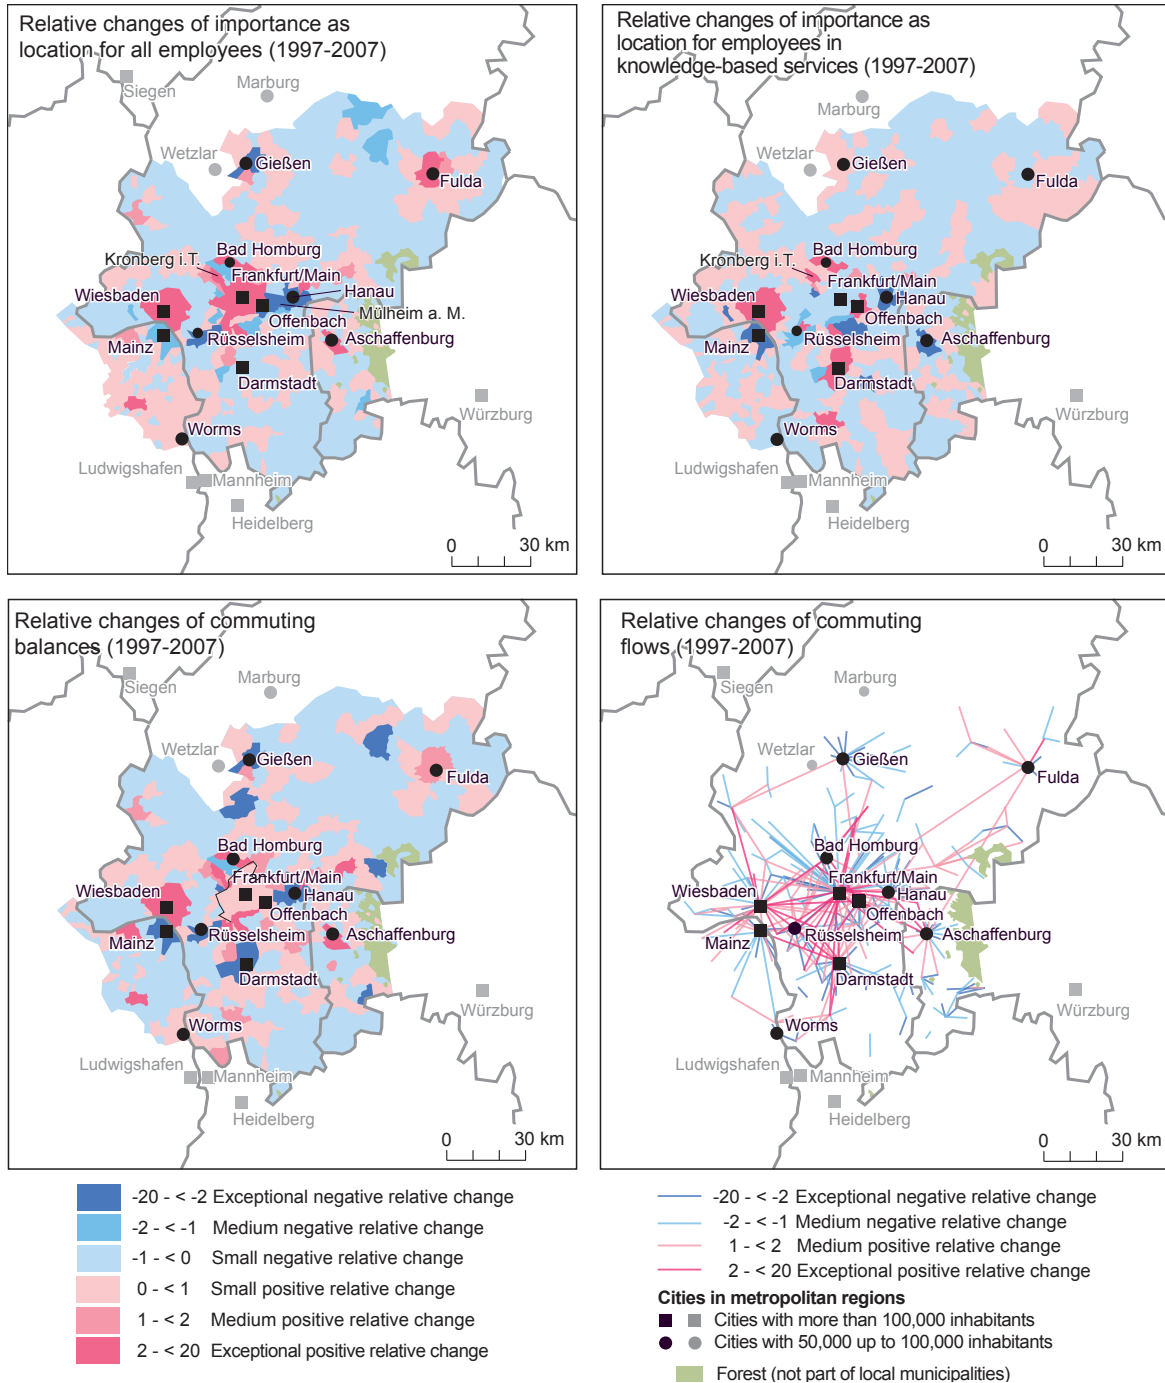 Relative changes of importance as
location for all employees (1997-2007)
Siegen
Marburg
Wetzlar
Gießen
Fulda
Bad Homburg
Kronberg i.T.
Frankfurt/Main
Wiesbaden
Hanau
Mülheim a. M.
Offenbach
Mainz
Rüsselsheim
Aschaffenburg
Darmstadt
Würzburg
Worms
Ludwigshafen
Mannheim
Heidelberg
0 30 km
Relative changes of importance as
location for employees in
knowledge-based services (1997-2007)
Marburg
Wetzlar
Gießen
Fulda
Bad Homburg
Kronberg i.T.
Frankfurt/Main
Wiesbaden
Hanau
Offenbach
Mainz
Rüsselsheim
Aschaffenburg
Darmstadt
Würzburg
Worms
Ludwigshafen
Mannheim
Heidelberg
0 30 km
Relative changes of commuting
balances (1997-2007)
Siegen
Marburg
Wetzlar
Gießen
Fulda
Bad Homburg
Frankfurt/Main
Wiesbaden
Hanau
Offenbach
Mainz
Rüsselsheim
Aschaffenburg
Darmstadt
Würzburg
Worms
Ludwigshafen
Mannheim
Heidelberg
0 30 km
Relative changes of commuting
flows (1997-2007)
Siegen
Marburg
Wetzlar
Gießen
Fulda
Bad Homburg
Frankfurt/Main
Wiesbaden
Hanau
Offenbach
Mainz
Rüsselsheim
Aschaffenburg
Darmstadt
Würzburg
Worms
Ludwigshafen
Mannheim
Heidelberg
0 30 km
-20 - < -2 Exceptional negative relative change
-2 - < -1 Medium negative relative change
-1 - < 0 Small negative relative change
0 - < 1 Small positive relative change
1 - < 2 Medium positive relative change
2 - < 20 Exceptional positive relative change
-20 - < -2 Exceptional negative relative change
-2 - < -1 Medium negative relative change
1 - < 2 Medium positive relative change
2 - < 20 Exceptional positive relative change
Cities in metropolitan regions
Cities with more than 100,000 inhabitants
Cities with 50,000 up to 100,000 inhabitants
Forest (not part of local municipalities)